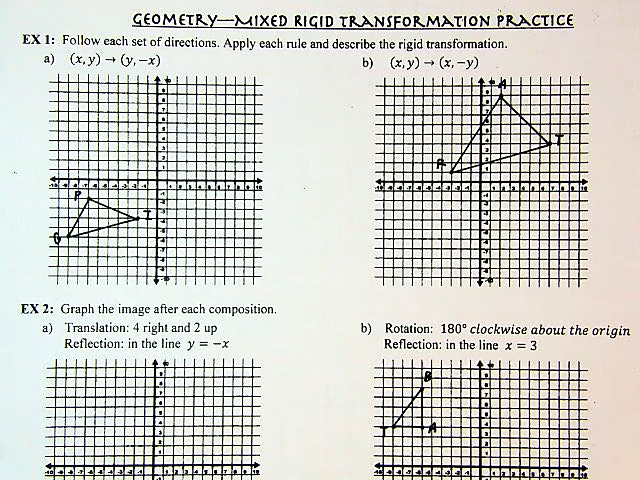 GEOMETRY—MIXED RIGID TRANSFORMATION PRACTICE
EX 1: Follow each set of directions. Apply each rule and describe the rigid transformation.
a) (x, y) → (y, −x)
b) (x, y) → (x, −y)
A
T
R
P
T
G
EX 2: Graph the image after each composition.
a) Translation: 4 right and 2 up
Reflection: in the line y = −x
b) Rotation: 180° clockwise about the origin
Reflection: in the line x = 3
B
T A